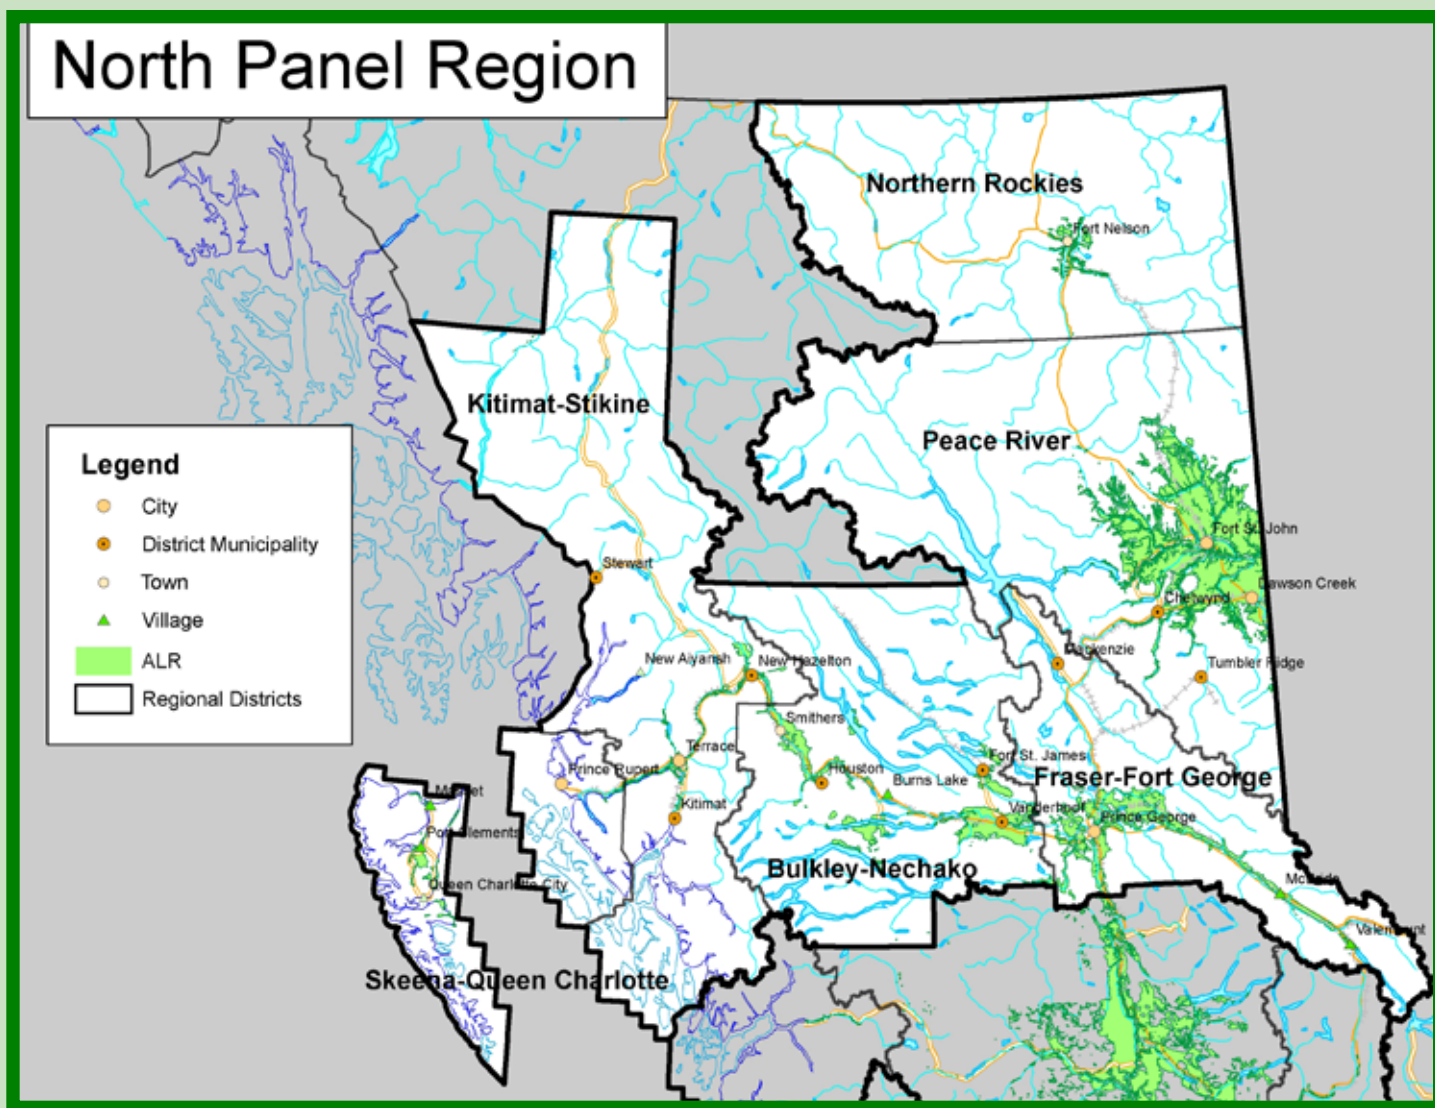 North Panel Region
Northern Rockies
Fort Nelson
Kitimat-Stikine
Peace River
Legend
City
District Municipality
Town
Village
ALR
Regional Districts
Fort St. John
Stewart
Dawson Creek
Chetwynd
Mackenzie
New Aiyansh
New Hazelton
Tumbler Ridge
Smithers
Terrace
Fort St. James
Prince Rupert
Houston
Burns Lake
Fraser-Fort George
Masset
Kitimat
Vanderhoof
Prince George
Port Clements
Bulkley-Nechako
Queen Charlotte City
McBride
Valemount
Skeena-Queen Charlotte